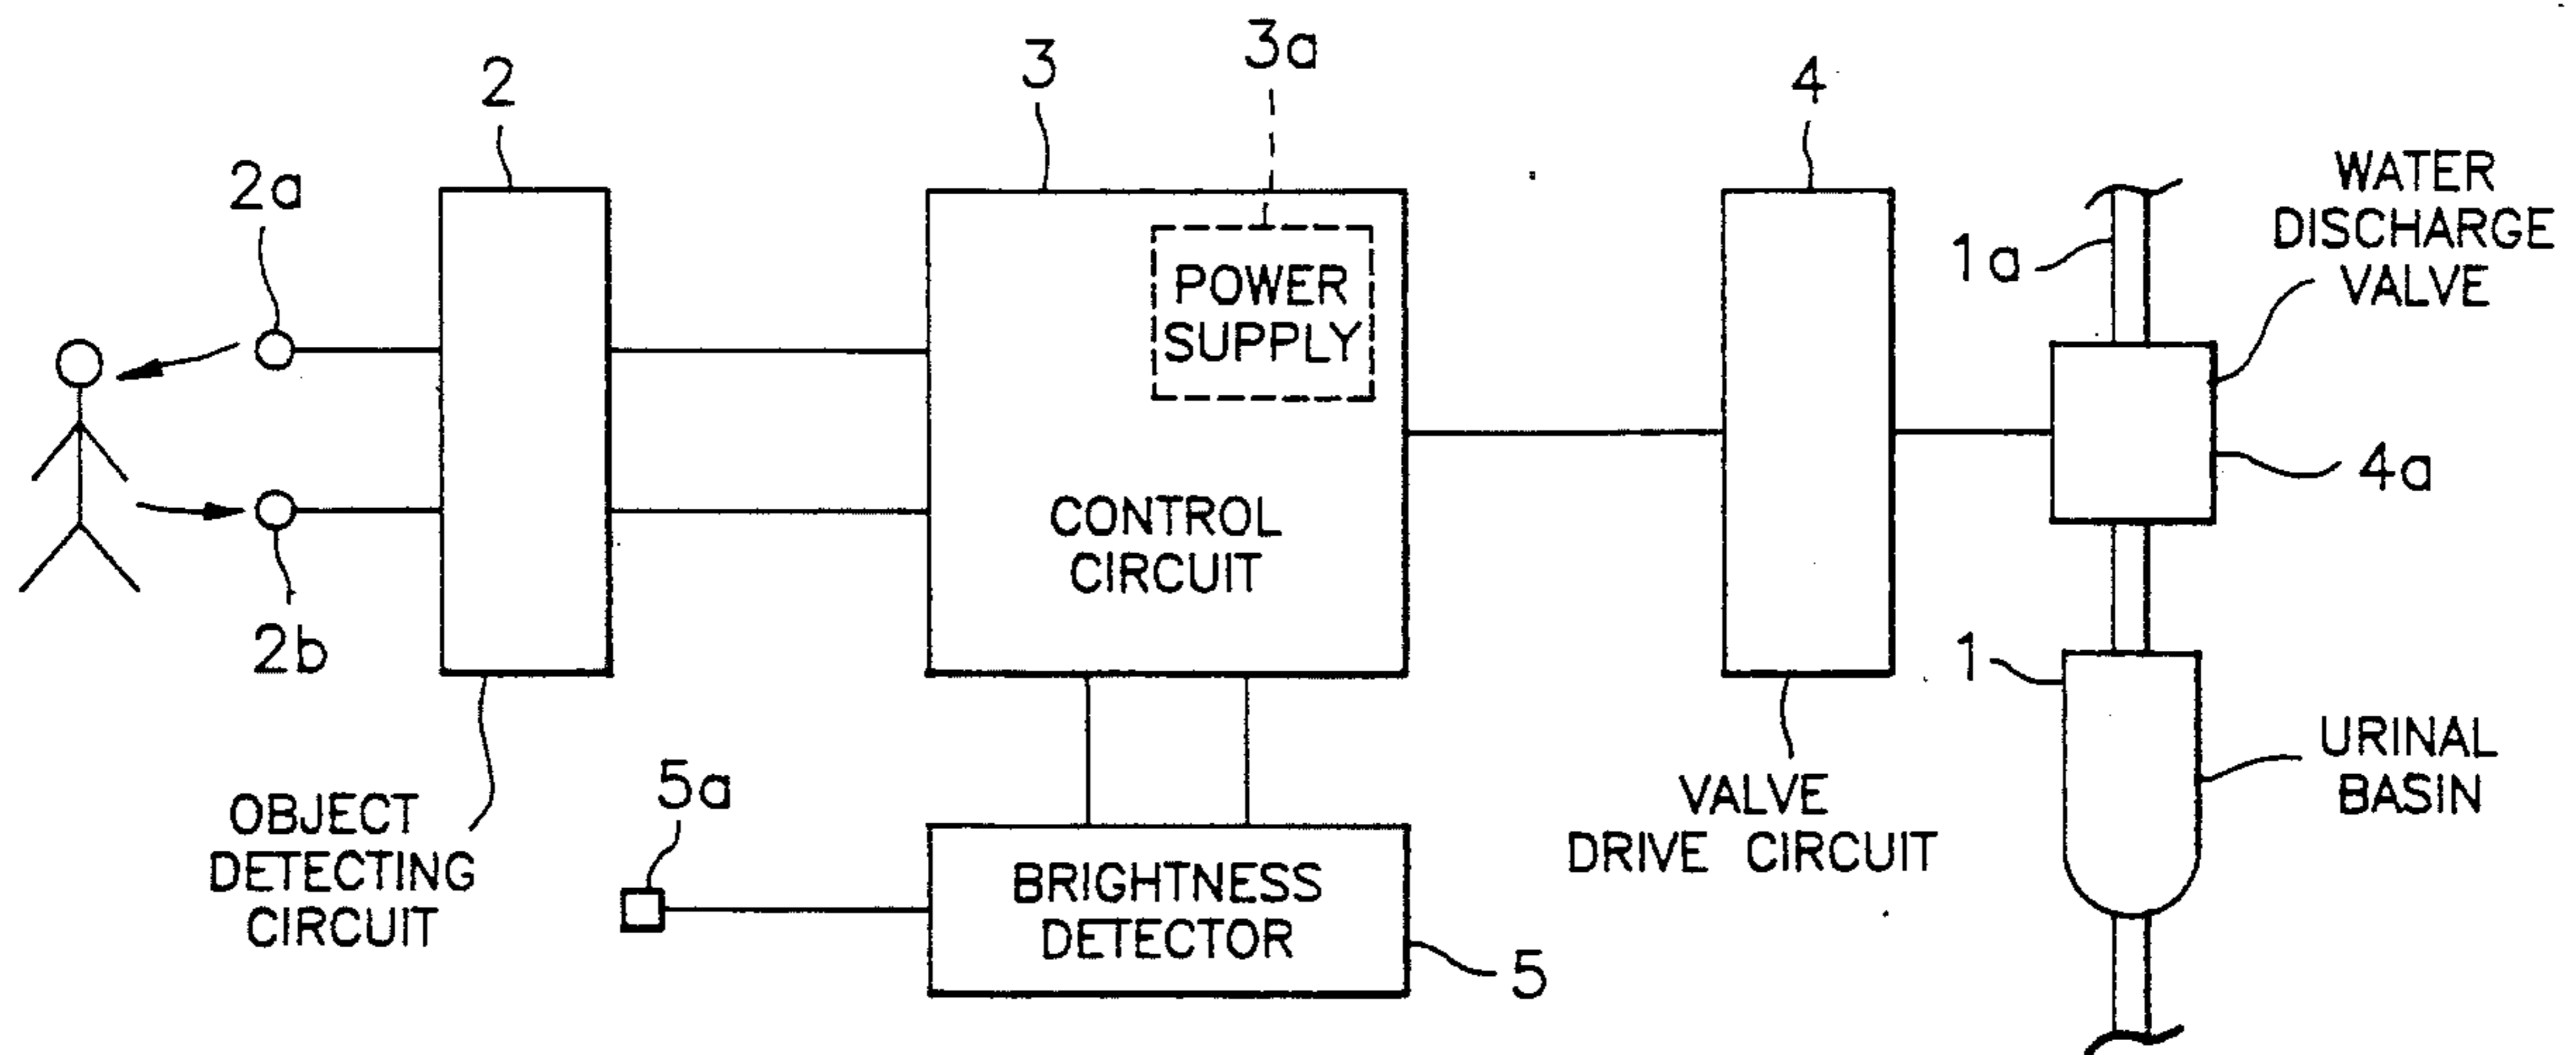 3a
3
2
4
WATER
DISCHARGE
VALVE
2a
1a
POWER
SUPPLY
4a
CONTROL
CIRCUIT
2b
1
URINAL
BASIN
5a
VALVE
DRIVE CIRCUIT
OBJECT
DETECTING
CIRCUIT
BRIGHTNESS
DETECTOR
5